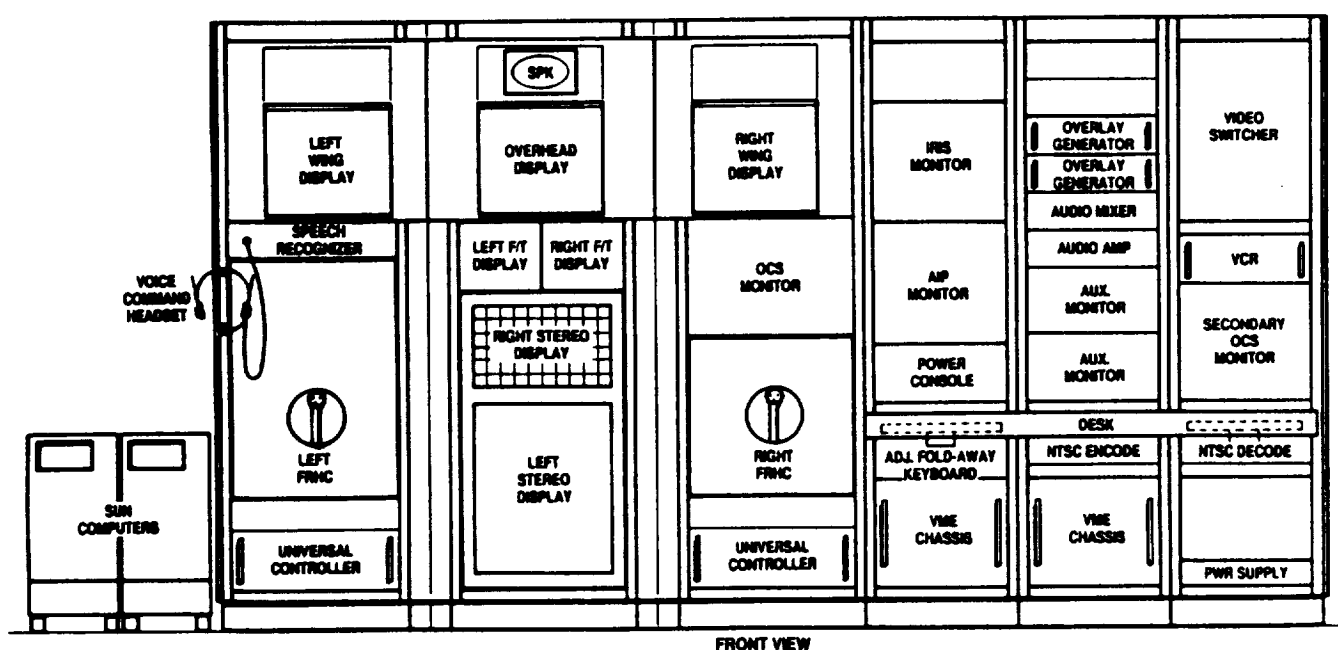 SPK
LEFT
WING
DISPLAY
OVERHEAD
DISPLAY
RIGHT
WING
DISPLAY
IRIS
MONITOR
OVERLAY
GENERATOR
OVERLAY
GENERATOR
AUDIO MIXER
AUDIO AMP
AUX.
MONITOR
AUX.
MONITOR
VIDEO
SWITCHER
VCR
SECONDARY
OCS
MONITOR
SPEECH
RECOGNIZER
VOICE
COMMAND
HEADSET
LEFT F/T
DISPLAY
RIGHT F/T
DISPLAY
RIGHT STEREO
DISPLAY
OCS
MONITOR
AIP
MONITOR
POWER
CONSOLE
DESK
LEFT
FRHC
LEFT
STEREO
DISPLAY
RIGHT
FRHC
ADJ. FOLD-AWAY
KEYBOARD
NTSC ENCODE
NTSC DECODE
SUN
COMPUTERS
UNIVERSAL
CONTROLLER
UNIVERSAL
CONTROLLER
VME
CHASSIS
VME
CHASSIS
PWR SUPPLY
FRONT VIEW